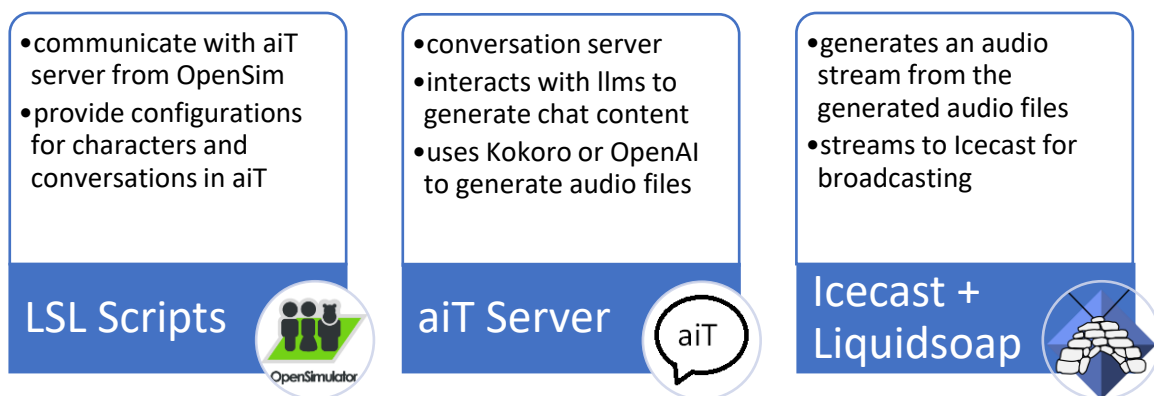 •communicate with aiT
server from OpenSim
•provide configurations
for characters and
conversations in aiT
LSL Scripts
OpenSimulator
•conversation server
•interacts with llms to
generate chat content
•uses Kokoro or OpenAI
to generate audio files
aiT Server
aiT
•generates an audio
stream from the
generated audio files
•streams to Icecast for
broadcasting
Icecast +
Liquidsoap